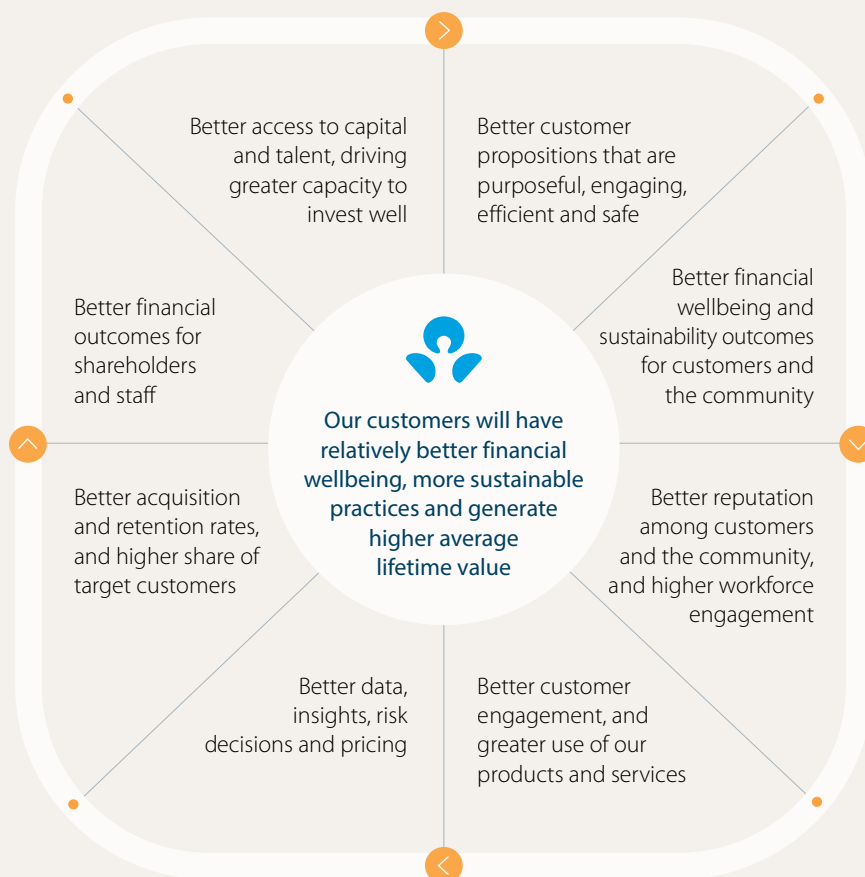 Better access to capital
and talent, driving
greater capacity to
invest well
Better customer
propositions that are
purposeful, engaging,
efficient and safe
Better financial
wellbeing and
sustainability outcomes
for customers and
the community
Better financial
outcomes for
shareholders
and staff
Our customers will have
relatively better financial
wellbeing, more sustainable
practices and generate
higher average
lifetime value
Better acquisition
and retention rates,
and higher share of
target customers
Better reputation
among customers
and the community,
and higher workforce
engagement
Better data,
insights, risk
decisions and pricing
Better customer
engagement, and
greater use of our
products and services